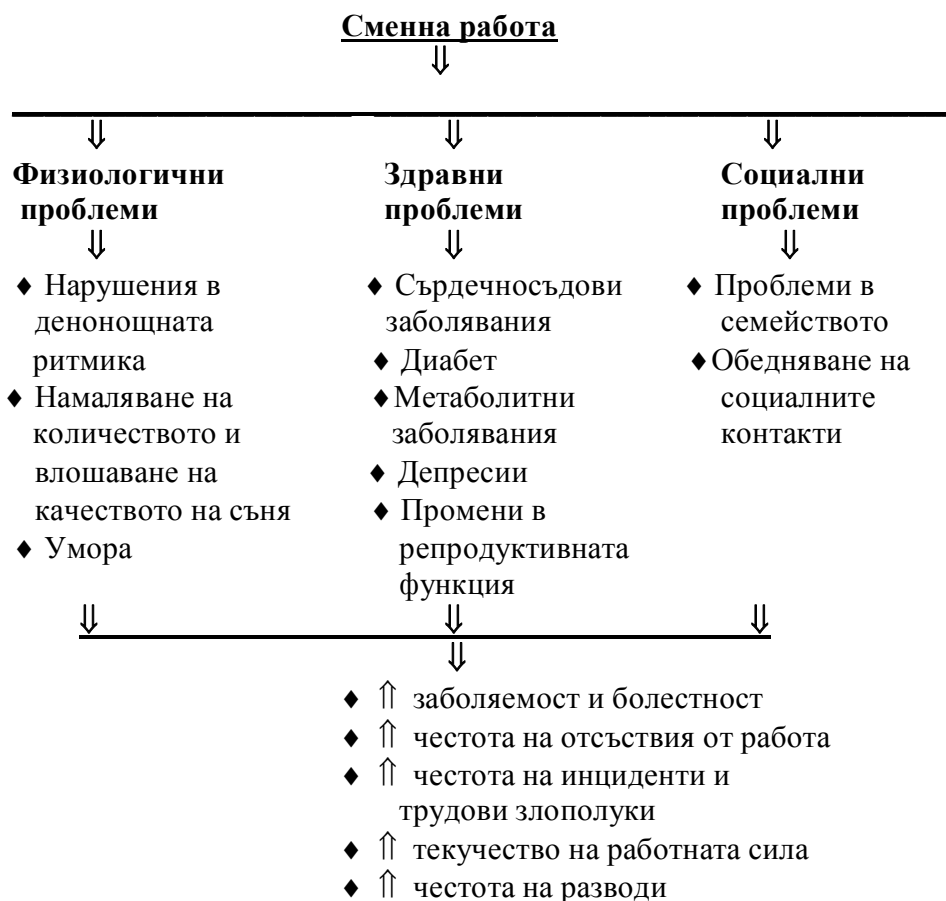 Сменна работа
⇓
⇓ ⇓ ⇓
Физиологични
проблеми
⇓
♦ Нарушения в
денонощната
ритмика
♦ Намаляване на
количеството и
влошаване на
качеството на съня
♦ Умора
⇓
Здравни
проблеми
⇓
♦ Сърдечносъдови
заболявания
♦ Диабет
♦Метаболитни
заболявания
♦ Депресии
♦ Промени в
репродуктивната
функция
⇓
Социални
проблеми
⇓
♦ Проблеми в
семейството
♦Обедняване на
социалните
контакти
⇓
⇓
♦ ⇑ заболяемост и болестност
♦ ⇑ честота на отсъствия от работа
♦ ⇑ честота на инциденти и
трудови злополуки
♦ ⇑ текучество на работната сила
♦ ⇑ честота на разводи